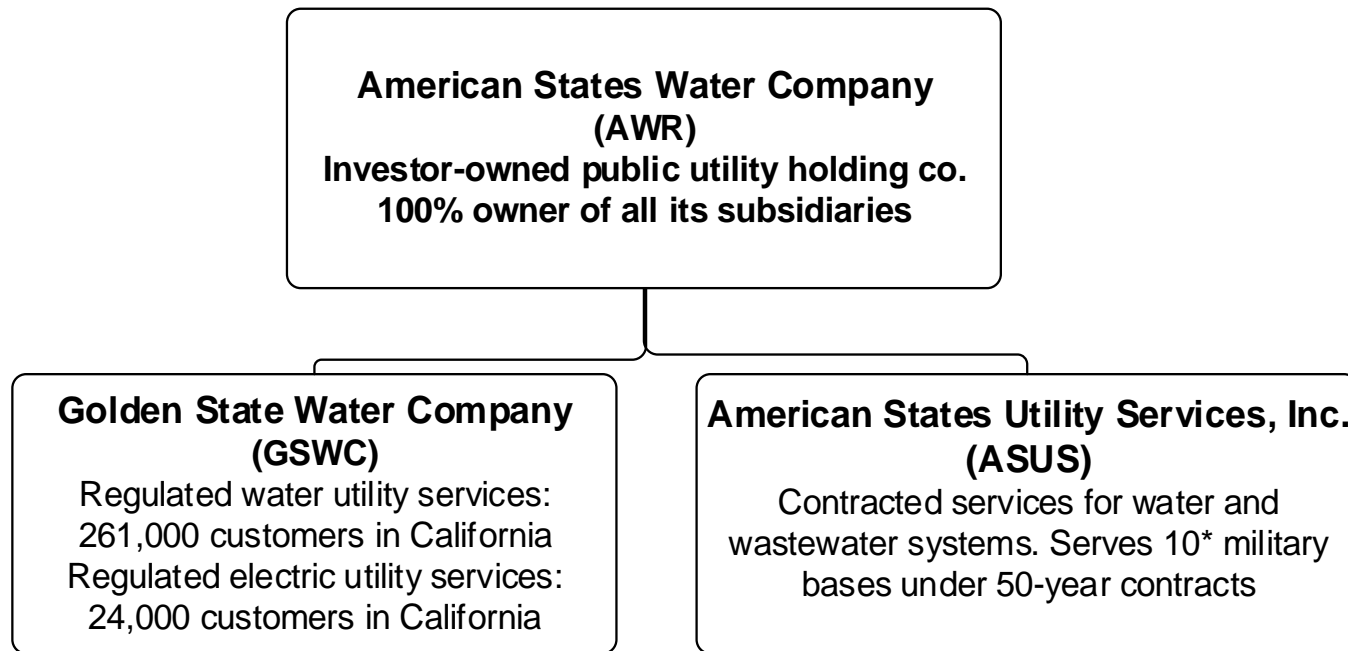 American States Water Company
(AWR)
Investor-owned public utility holding co.
100% owner of all its subsidiaries
Golden State Water Company
(GSWC)
Regulated water utility services:
261,000 customers in California
Regulated electric utility services:
24,000 customers in California
American States Utility Services, Inc.
(ASUS)
Contracted services for water and
wastewater systems. Serves 10* military
bases under 50-year contracts